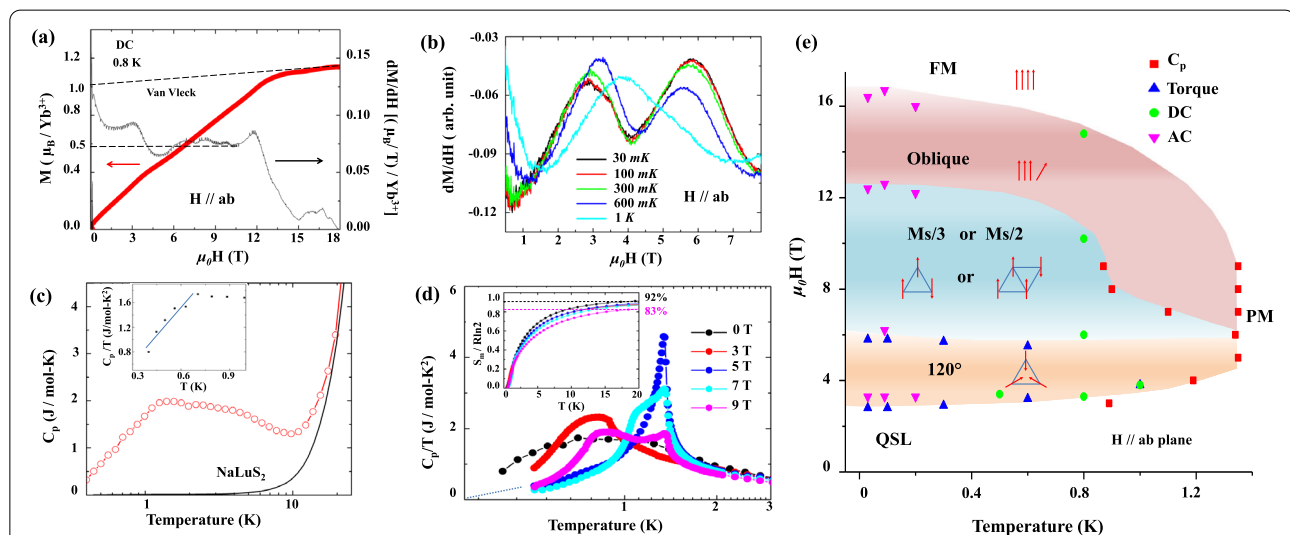 (a)
DC
0.8 K
Van Vleck
H // ab
M ( μB / Yb3+)
1.2
1.0
0.8
0.5
0.4
0.0
0 3 6 9 12 15 18
μ0H (T)
0.15
0.10
0.05
0.00
dM/dH [( μB / T) / Yb3+]
(b)
dM/dH ( arb. unit)
-0.03
-0.06
-0.09
-0.12
30 mK
100 mK
300 mK
600 mK
1 K
H // ab
1 2 3 4 5 6 7
μ0H (T)
(c)
Cp (J / mol-K)
4
3
2
1
0
Cp/T (J/mol-K2)
1.6
1.2
0.8
0.3 0.6 0.9
T (K)
NaLuS2
1 10
Temperature (K)
(d)
Cp/T (J / mol-K2)
6
4
2
0
Sm / Rln2
1.0
0.8
0.6
0.4
0.2
0.0
0 5 10 15 20
T (K)
92%
83%
0 T
3 T
5 T
7 T
9 T
1 2 3
Temperature (K)
(e)
μ0H (T)
16
12
8
4
0
FM
Cp
Torque
DC
AC
Oblique
Ms/3 or Ms/2
or
PM
120°
QSL
H // ab plane
0.0 0.4 0.8 1.2
Temperature (K)